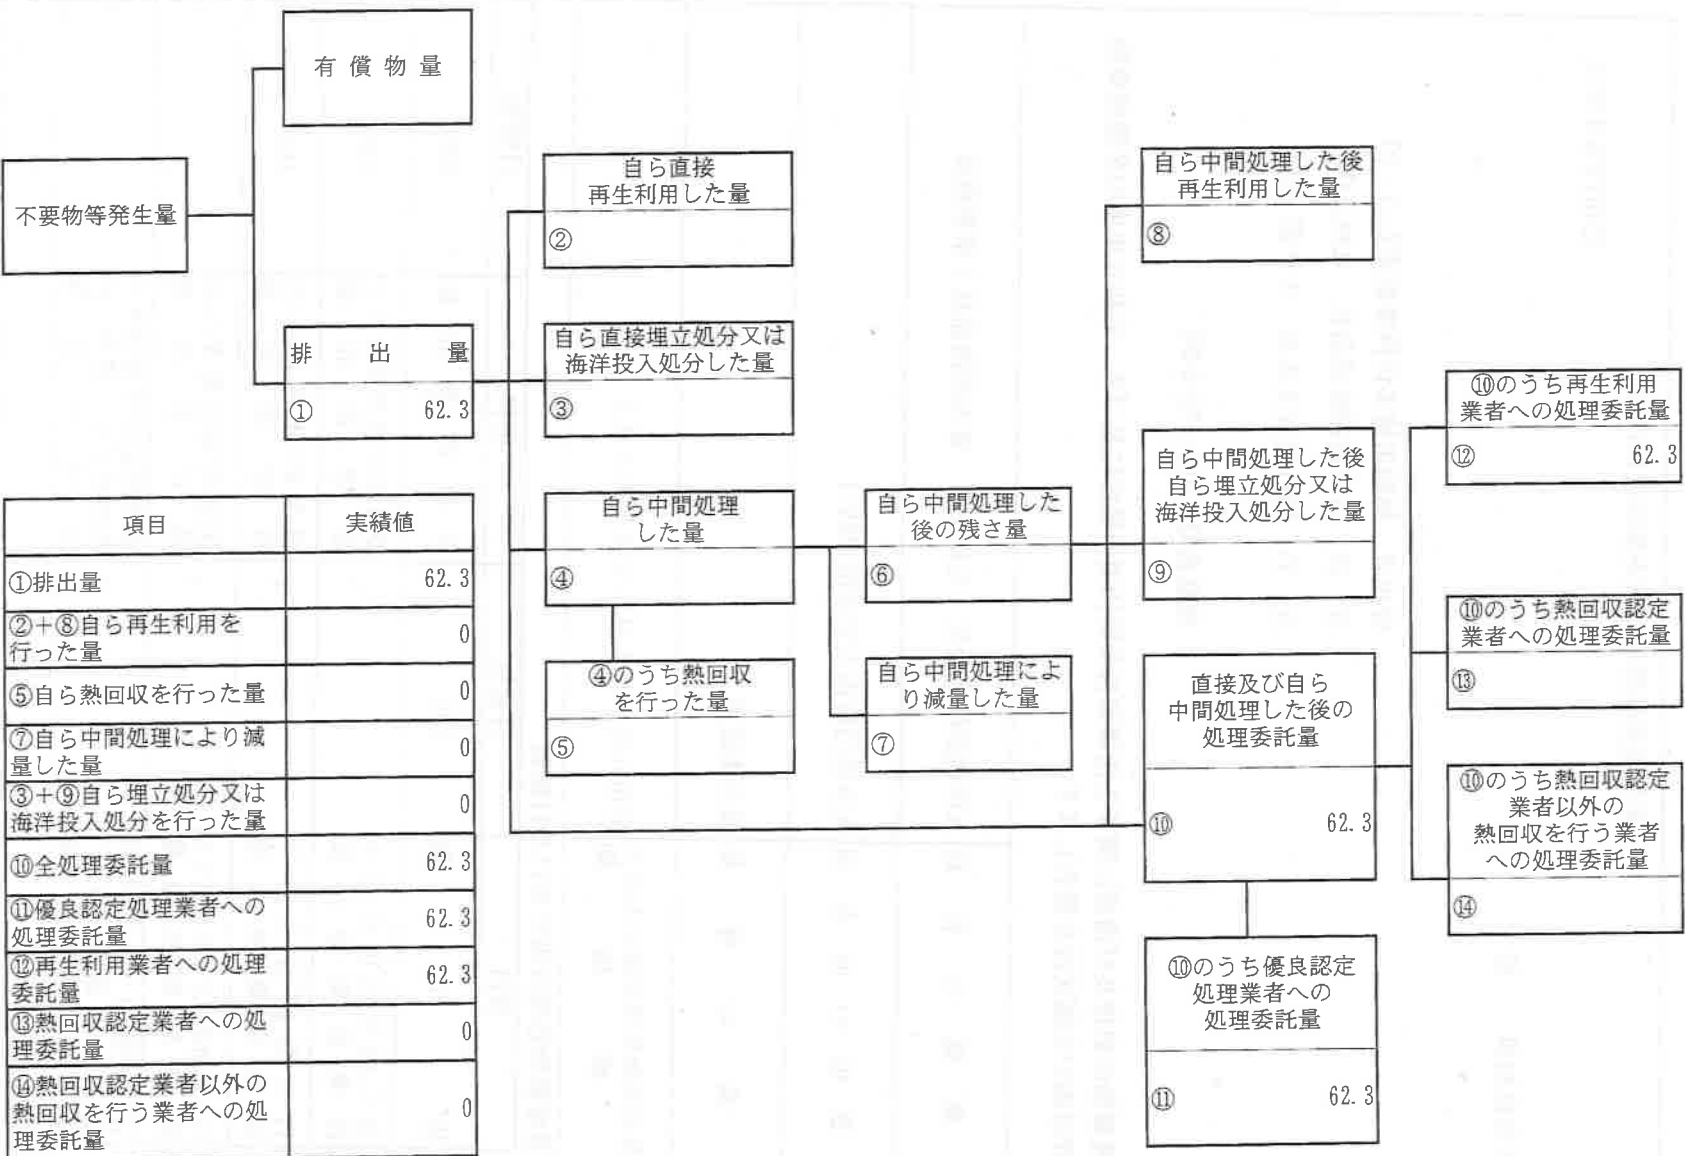 有償物量
不要物等発生量
排出量
① 62.3
自ら直接
再生利用した量
②
自ら直接埋立処分又は
海洋投入処分した量
③
自ら中間処理
した量
④
④のうち熱回収
を行った量
⑤
自ら中間処理した
後の残さ量
⑥
自ら中間処理によ
り減量した量
⑦
自ら中間処理した後
再生利用した量
⑧
自ら中間処理した後
自ら埋立処分又は
海洋投入処分した量
⑨
直接及び自ら
中間処理した後の
処理委託量
⑩ 62.3
⑩のうち優良認定
処理業者への
処理委託量
⑪ 62.3
⑩のうち再生利用
業者への処理委託量
⑫ 62.3
⑩のうち熱回収認定
業者への処理委託量
⑬
⑩のうち熱回収認定
業者以外の
熱回収を行う業者
への処理委託量
⑭
項目 実績値
①排出量 62.3
②+⑧自ら再生利用を
行った量 0
⑤自ら熱回収を行った量 0
⑦自ら中間処理により減
量した量 0
③+⑨自ら埋立処分又は
海洋投入処分を行った量 0
⑩全処理委託量 62.3
⑪優良認定処理業者への
処理委託量 62.3
⑫再生利用業者への処理
委託量 62.3
⑬熱回収認定業者への処
理委託量 0
⑭熱回収認定業者以外の
熱回収を行う業者への処
理委託量 0